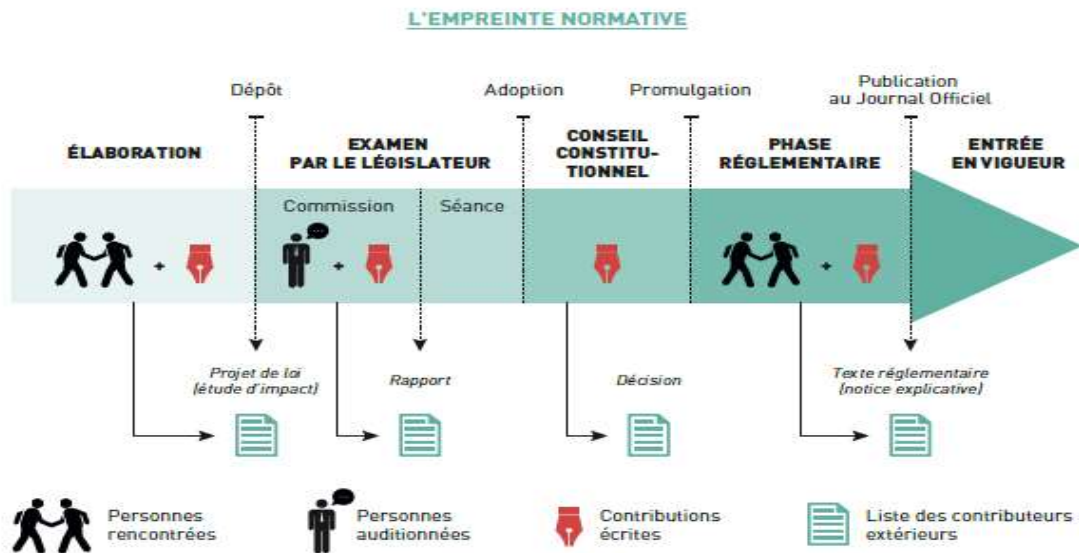 L'EMPREINTE NORMATIVE
Dépôt
Adoption
Promulgation
Publication
au Journal Officiel
ÉLABORATION
EXAMEN
PAR LE LÉGISLATEUR
CONSEIL
CONSTITU-
TIONNEL
PHASE
RÉGLEMENTAIRE
ENTRÉE
EN VIGUEUR
Commission
Séance
+
+
+
Projet de loi
(étude d'impact)
Rapport
Décision
Texte réglementaire
(notice explicative)
Personnes
rencontrées
Personnes
auditionnées
Contributions
écrites
Liste des contributeurs
extérieurs